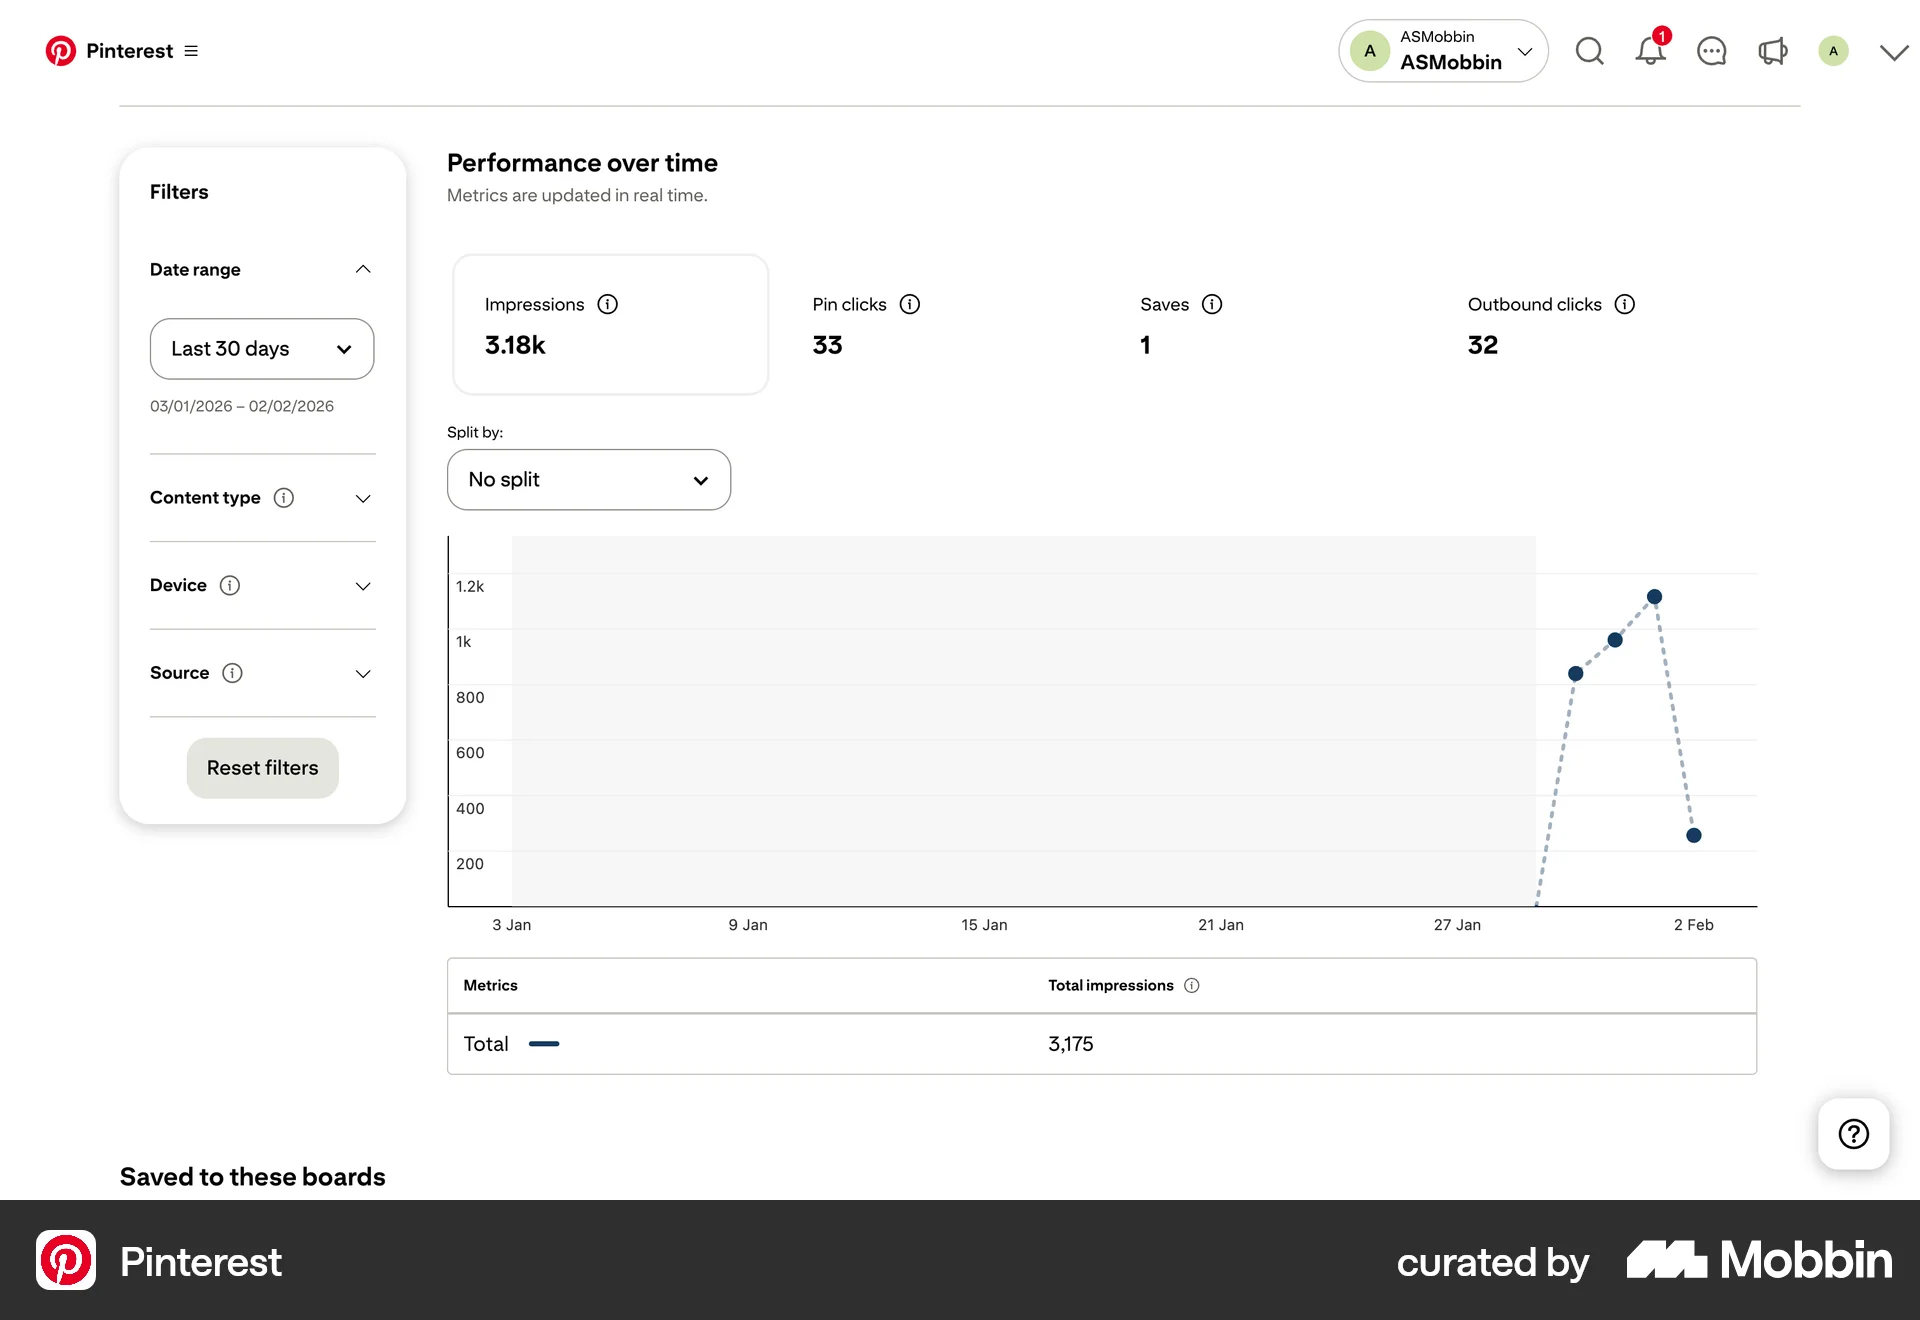 Pinterest
A
ASMobbin
ASMobbin
1
A
Filters
Date range
Last 30 days
03/01/2026 – 02/02/2026
Content type
Device
Source
Reset filters
Performance over time
Metrics are updated in real time.
Impressions
3.18k
Pin clicks
33
Saves
1
Outbound clicks
32
Split by:
No split
1.2k
1k
800
600
400
200
3 Jan 9 Jan 15 Jan 21 Jan 27 Jan 2 Feb
Metrics Total impressions
Total 3,175
Saved to these boards
Pinterest
curated by Mobbin